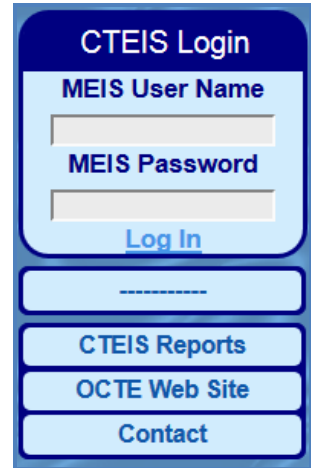 CTEIS Login
MEIS User Name
MEIS Password
Log In
-----------
CTEIS Reports
OCTE Web Site
Contact